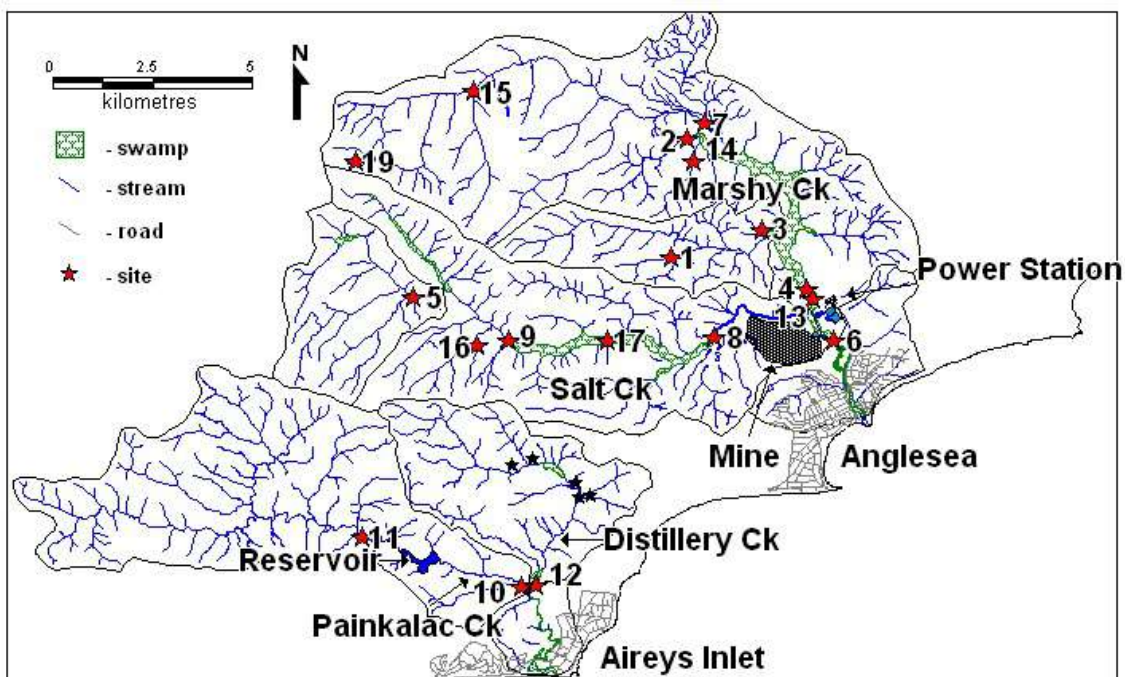 N
0 2.5 5
kilometres
- swamp
- stream
- road
- site
15
7
2
14
19
Marshy Ck
3
1
Power Station
5
4
13
16
9
17
8
6
Salt Ck
Mine
Anglesea
11
Distillery Ck
Reservoir
10
12
Painkalac Ck
Aireys Inlet